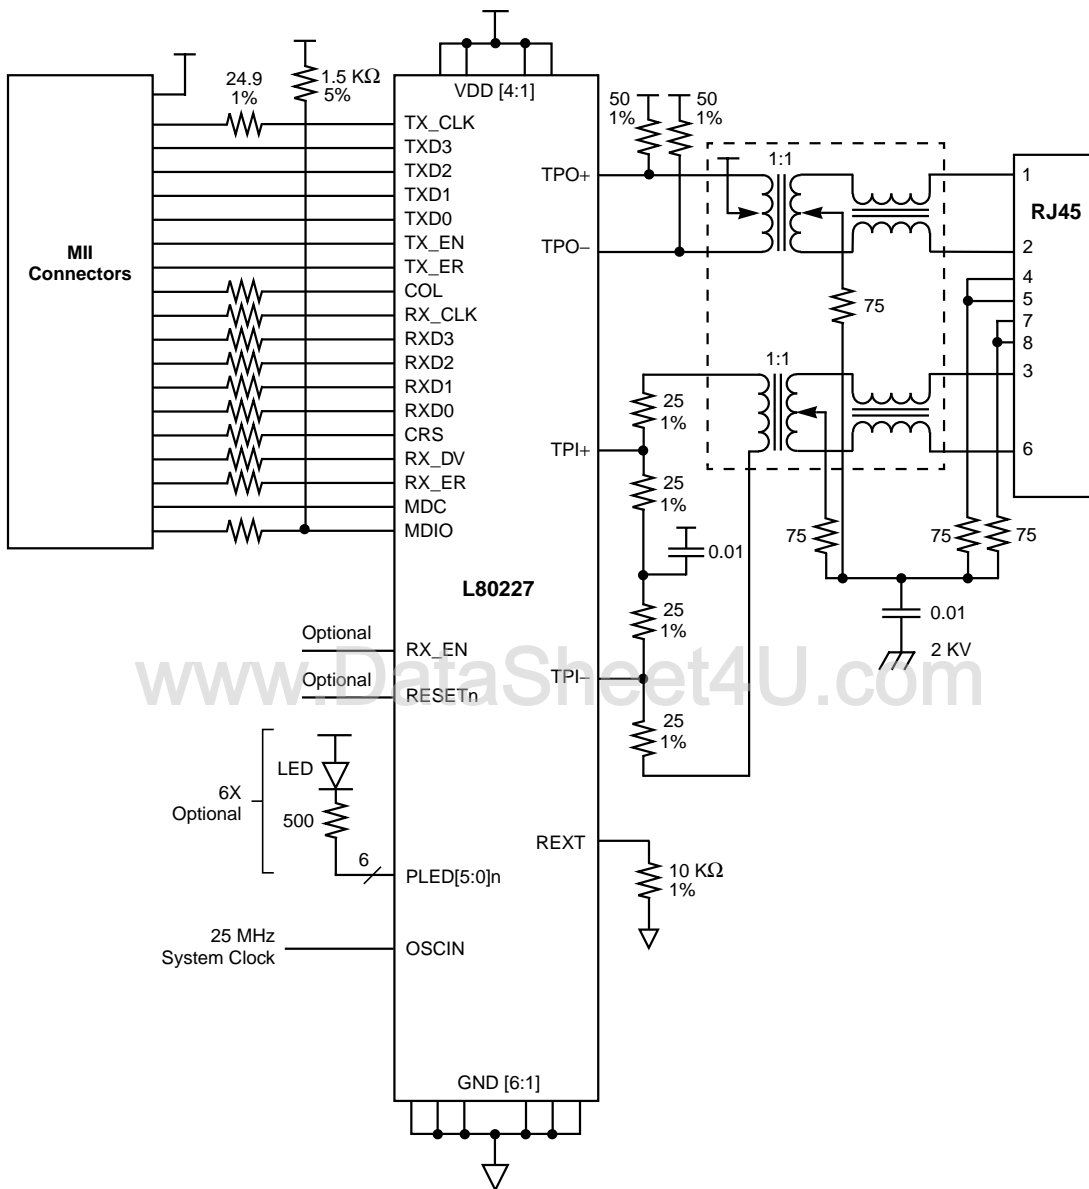 VDD [4:1]
24.9
1%
1.5 KΩ
5%
TX_CLK
TXD3
TXD2
TXD1
TXD0
TX_EN
TX_ER
COL
RX_CLK
RXD3
RXD2
RXD1
RXD0
CRS
RX_DV
RX_ER
MDC
MDIO
MII
Connectors
L80227
Optional
RX_EN
Optional
RESETn
LED
6X
Optional
500
6
PLED[5:0]n
25 MHz
System Clock
OSCIN
GND [6:1]
50
1%
50
1%
TPO+
TPO–
1:1
75
1:1
25
1%
TPI+
25
1%
0.01
25
1%
TPI–
25
1%
REXT
10 KΩ
1%
RJ45
1
2
4
5
7
8
3
6
75
75
75
0.01
2 KV
www.DataSheet4U.com